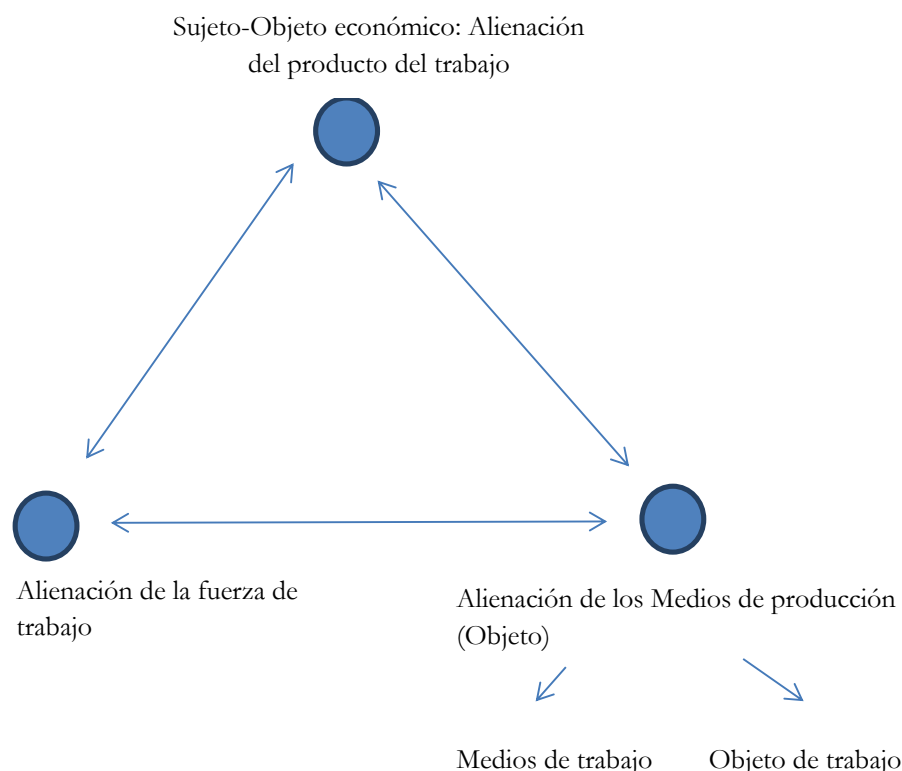 Sujeto-Objeto económico: Alienación
del producto del trabajo
Alienación de la fuerza de
trabajo
Alienación de los Medios de producción
(Objeto)
Medios de trabajo
Objeto de trabajo